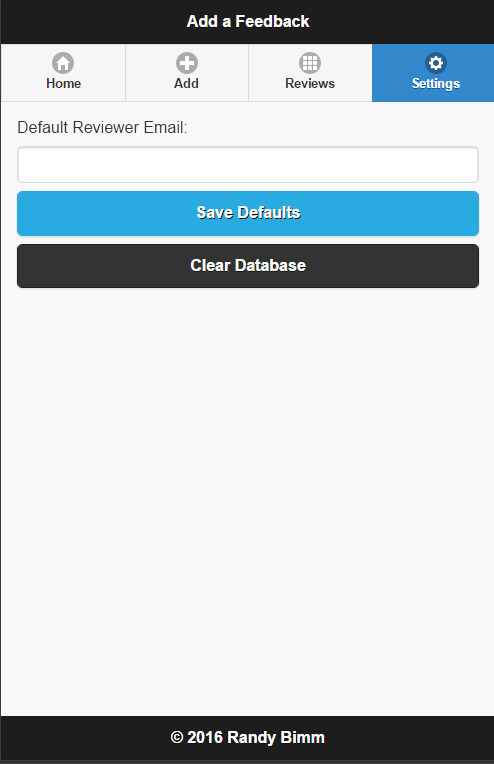 Add a Feedback
Home Add Reviews Settings
Default Reviewer Email:
Save Defaults
Clear Database
© 2016 Randy Bimm